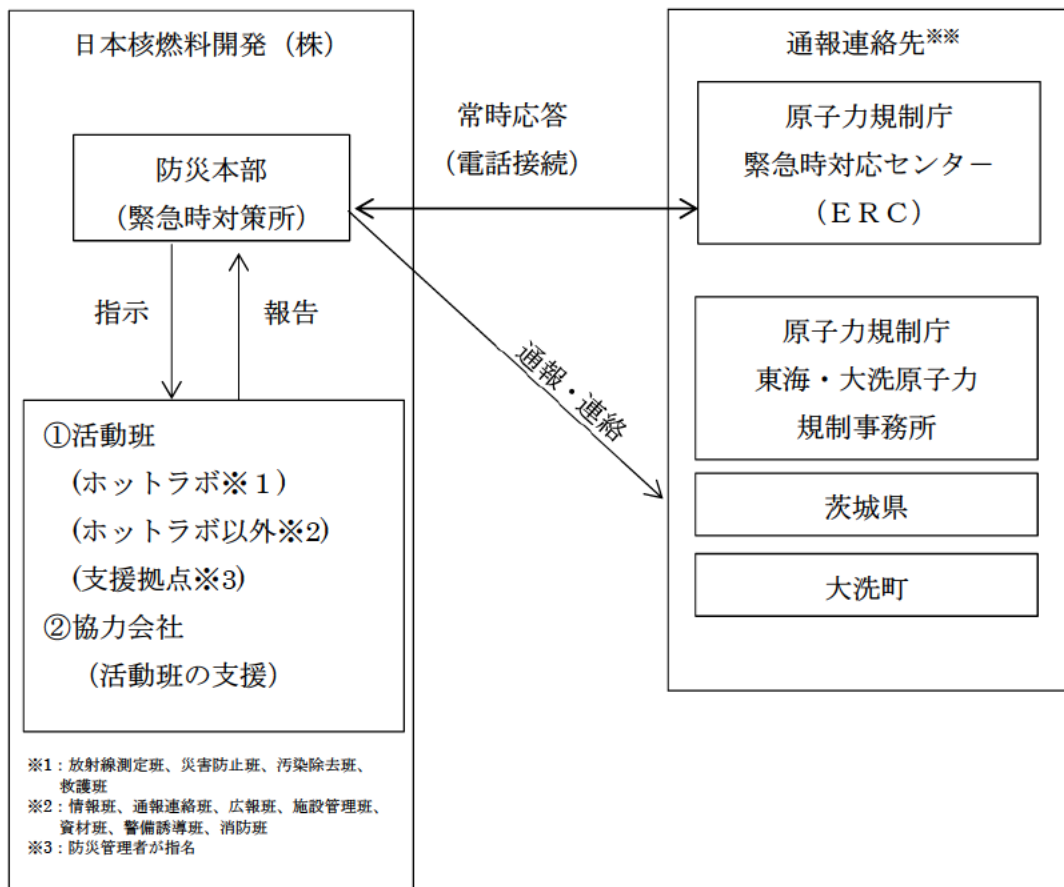 日本核燃料開発（株）
防災本部
（緊急時対策所）
指示
報告
①活動班
(ホットラボ※１)
(ホットラボ以外※2)
(支援拠点※3)
②協力会社
（活動班の支援）
※1：放射線測定班、災害防止班、汚染除去班、
救護班
※2：情報班、通報連絡班、広報班、施設管理班、
資材班、警備誘導班、消防班
※3：防災管理者が指名
常時応答
（電話接続）
通報・連絡
通報連絡先※※
原子力規制庁
緊急時対応センター
（ＥＲＣ）
原子力規制庁
東海・大洗原子力
規制事務所
茨城県
大洗町